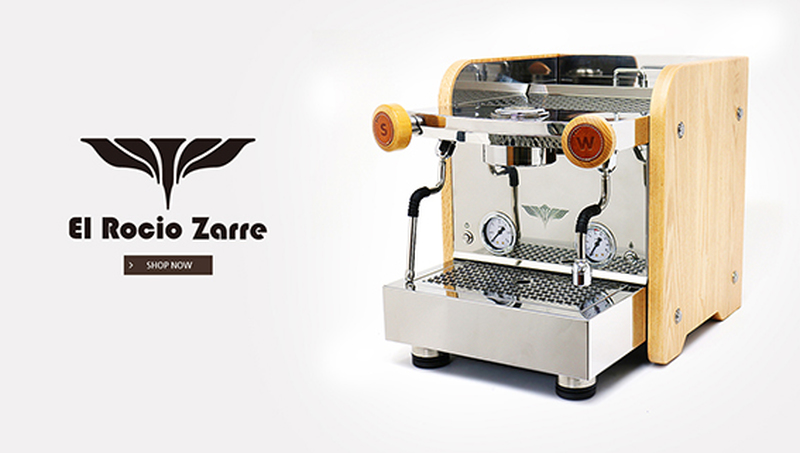 El Rocio Zarre
> SHOP NOW
S
W